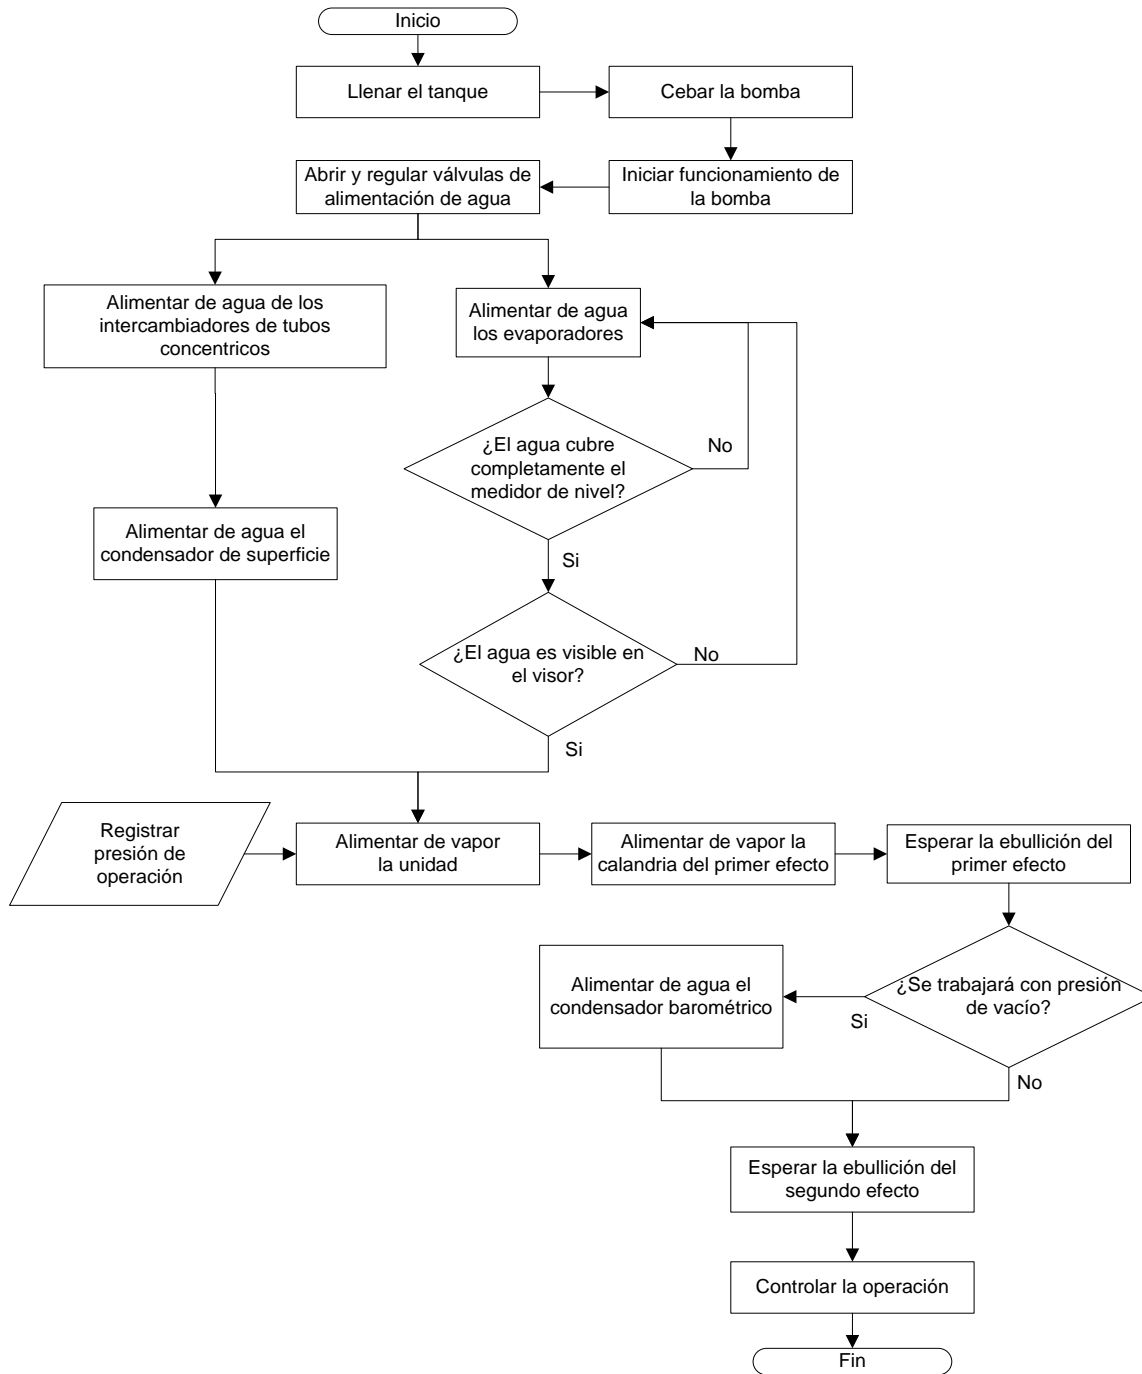 Inicio
Llenar el tanque
Cebar la bomba
Abrir y regular válvulas de
alimentación de agua
Iniciar funcionamiento de
la bomba
Alimentar de agua de los
intercambiadores de tubos
concentricos
Alimentar de agua
los evaporadores
¿El agua cubre
completamente el
medidor de nivel?
No
Alimentar de agua el
condensador de superficie
Si
¿El agua es visible en
el visor?
No
Si
Registrar
presión de
operación
Alimentar de vapor
la unidad
Alimentar de vapor la
calandria del primer efecto
Esperar la ebullición del
primer efecto
Alimentar de agua el
condensador barométrico
¿Se trabajará con presión
de vacío?
Si
No
Esperar la ebullición del
segundo efecto
Controlar la operación
Fin